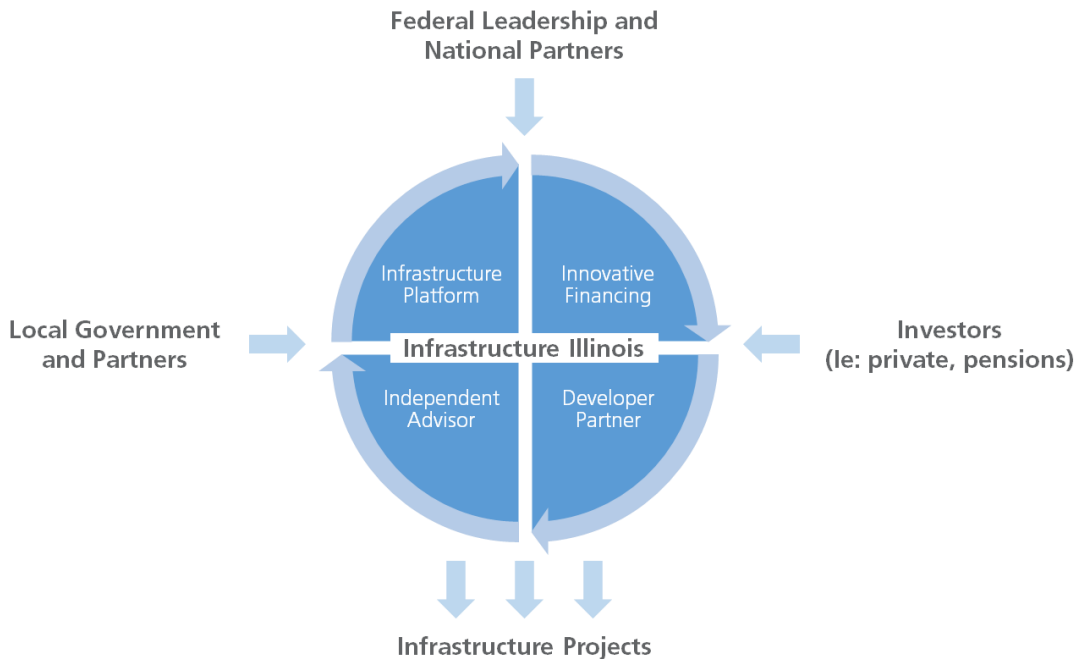 Federal Leadership and
National Partners
Infrastructure
Platform
Innovative
Financing
Local Government
and Partners
Infrastructure Illinois
Investors
(Ie: private, pensions)
Independent
Advisor
Developer
Partner
Infrastructure Projects